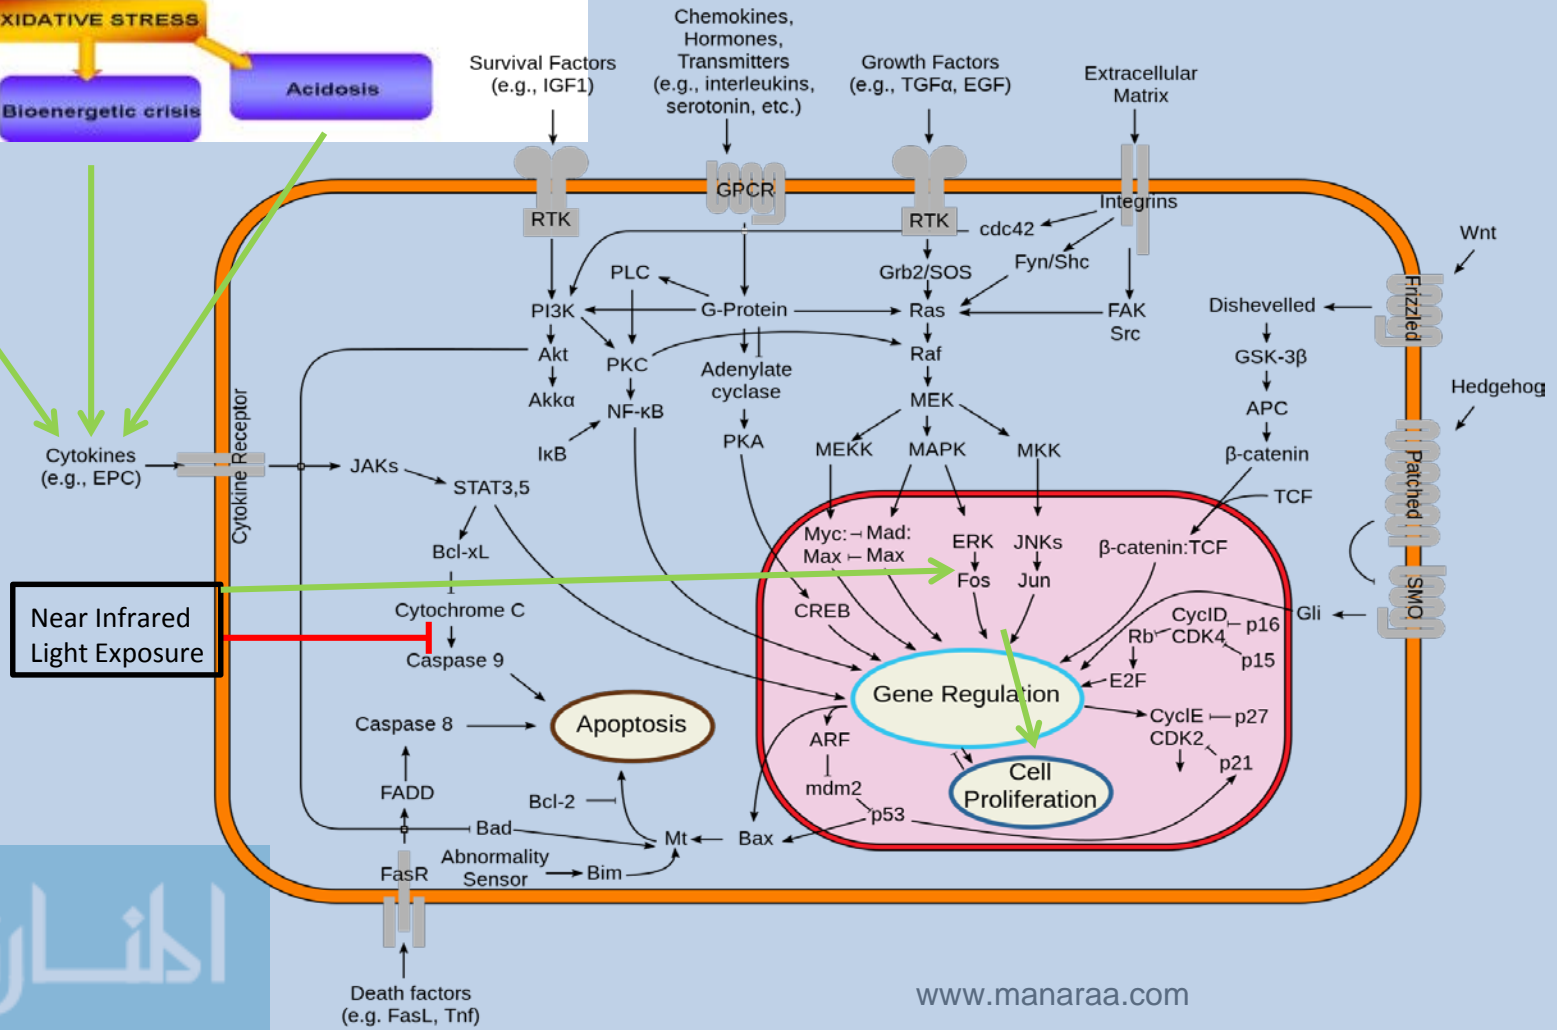 XIDATIVE STRESS
Bioenergetic crisis
Acidosis
Survival Factors
(e.g., IGF1)
Chemokines,
Hormones,
Transmitters
(e.g., interleukins,
serotonin, etc.)
Growth Factors
(e.g., TGFα, EGF)
Extracellular
Matrix
RTK
GPCR
RTK
Integrins
cdc42
Wnt
PLC
Grb2/SOS
Fyn/Shc
Frizzled
Dishevelled
PI3K
G-Protein
Ras
FAK
Src
Akt
PKC
Adenylate
cyclase
Raf
GSK-3β
Hedgehog
Akkα
NF-κB
MEK
APC
PKA
IκB
MEKK
MAPK
MKK
β-catenin
Patched
Cytokines
(e.g., EPC)
Cytokine Receptor
JAKs
STAT3,5
TCF
Myc:
Mad:
Max
Max
ERK
JNKs
β-catenin:TCF
Bcl-xL
Fos
Jun
SMO
Near Infrared
Light Exposure
Cytochrome C
CREB
Gli
CycID
CDK4
p16
Rb
p15
Caspase 9
E2F
Gene Regulation
Caspase 8
Apoptosis
ARF
CyclE
CDK2
p27
p21
FADD
Bcl-2
mdm2
Cell
Proliferation
p53
Bad
Mt
Bax
Abnormality
Sensor
Bim
FasR
المنارة
Death factors
(e.g. FasL, Tnf)
www.manaraa.com